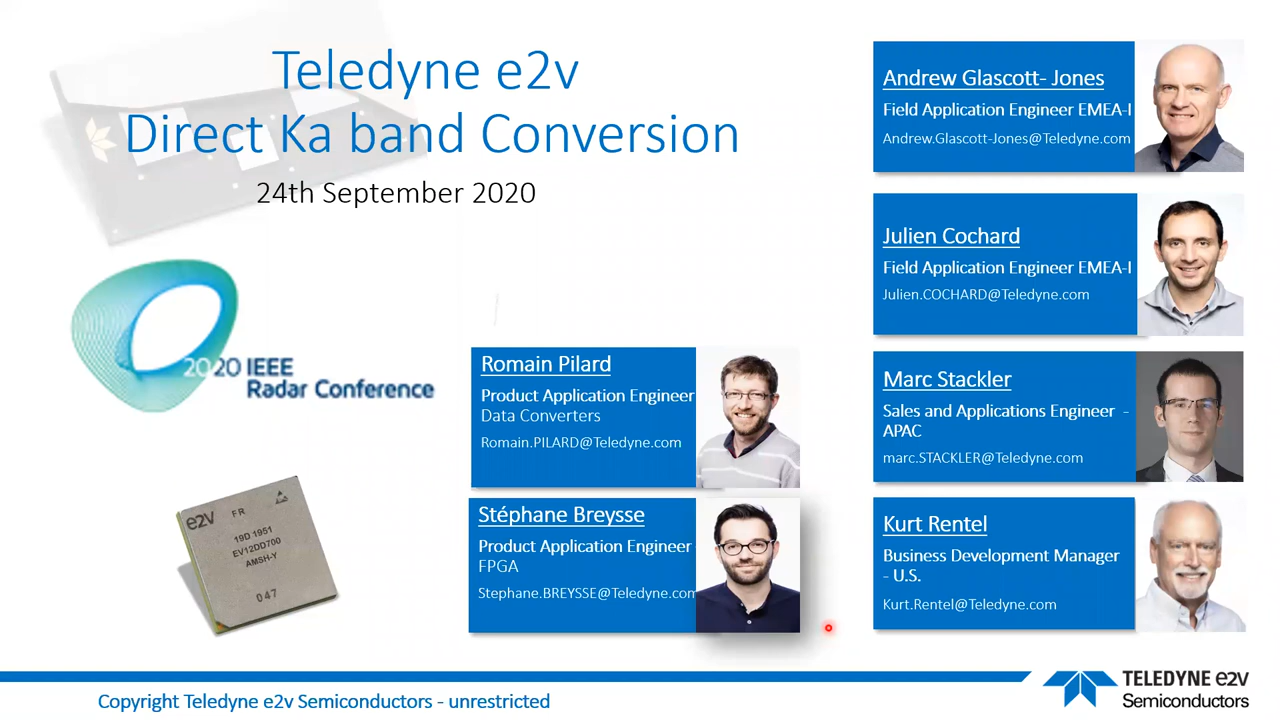 Teledyne e2v
Direct Ka band Conversion
24th September 2020
2020 IEEE
Radar Conference
e2v FR
19D 1951
EV12DD700
AMSH-Y
047
Romain Pilard
Product Application Engineer
Data Converters
Romain.PILARD@Teledyne.com
Stéphane Breysse
Product Application Engineer
FPGA
Stephane.BREYSSE@Teledyne.com
Andrew Glascott- Jones
Field Application Engineer EMEA-I
Andrew.Glascott-Jones@Teledyne.com
Julien Cochard
Field Application Engineer EMEA-I
Julien.COCHARD@Teledyne.com
Marc Stackler
Sales and Applications Engineer -
APAC
marc.STACKLER@Teledyne.com
Kurt Rentel
Business Development Manager
- U.S.
Kurt.Rentel@Teledyne.com
Copyright Teledyne e2v Semiconductors - unrestricted
TELEDYNE e2v
Semiconductors